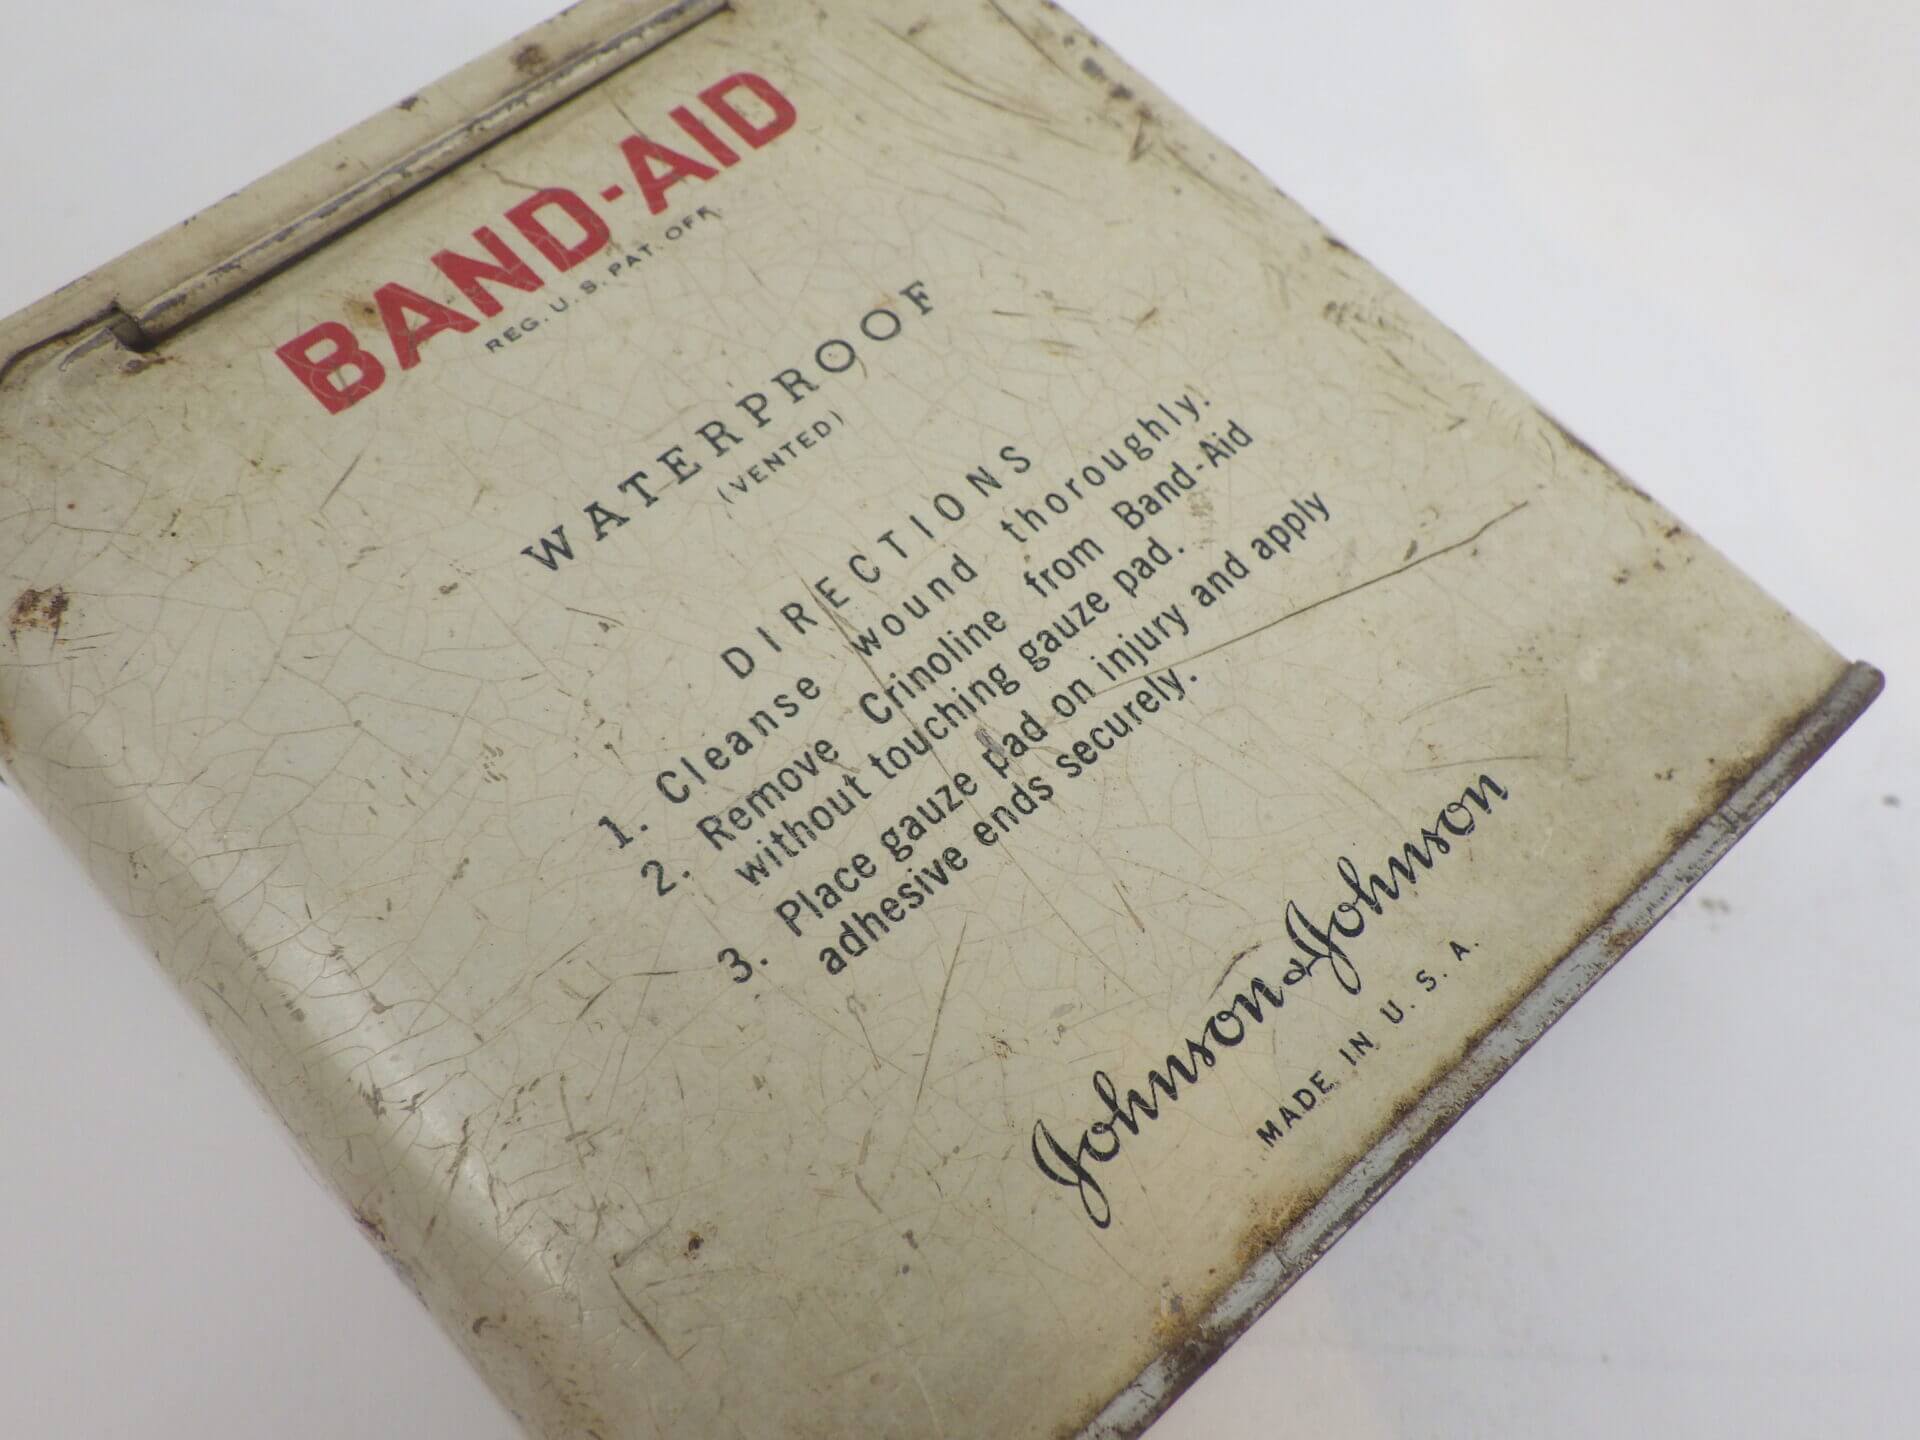 BAND-AID
REG. U. S. PAT. OFF.
WATERPROOF
(VENTED)
DIRECTIONS
1. Cleanse wound thoroughly.
2. Remove Crinoline from Band-Aid
without touching gauze pad.
3. Place gauze pad on injury and apply
adhesive ends securely.
Johnson & Johnson
MADE IN U. S. A.